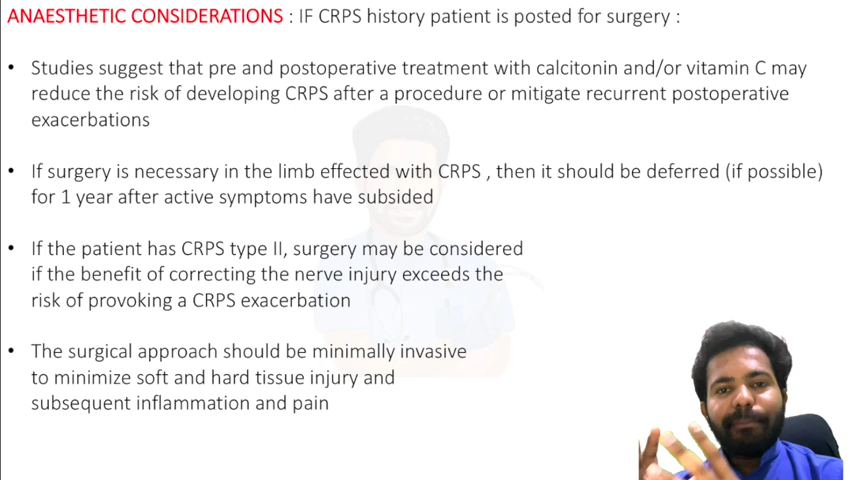 ANAESTHETIC CONSIDERATIONS : IF CRPS history patient is posted for surgery :
• Studies suggest that pre and postoperative treatment with calcitonin and/or vitamin C may
reduce the risk of developing CRPS after a procedure or mitigate recurrent postoperative
exacerbations
• If surgery is necessary in the limb effected with CRPS , then it should be deferred (if possible)
for 1 year after active symptoms have subsided
• If the patient has CRPS type II, surgery may be considered
if the benefit of correcting the nerve injury exceeds the
risk of provoking a CRPS exacerbation
• The surgical approach should be minimally invasive
to minimize soft and hard tissue injury and
subsequent inflammation and pain